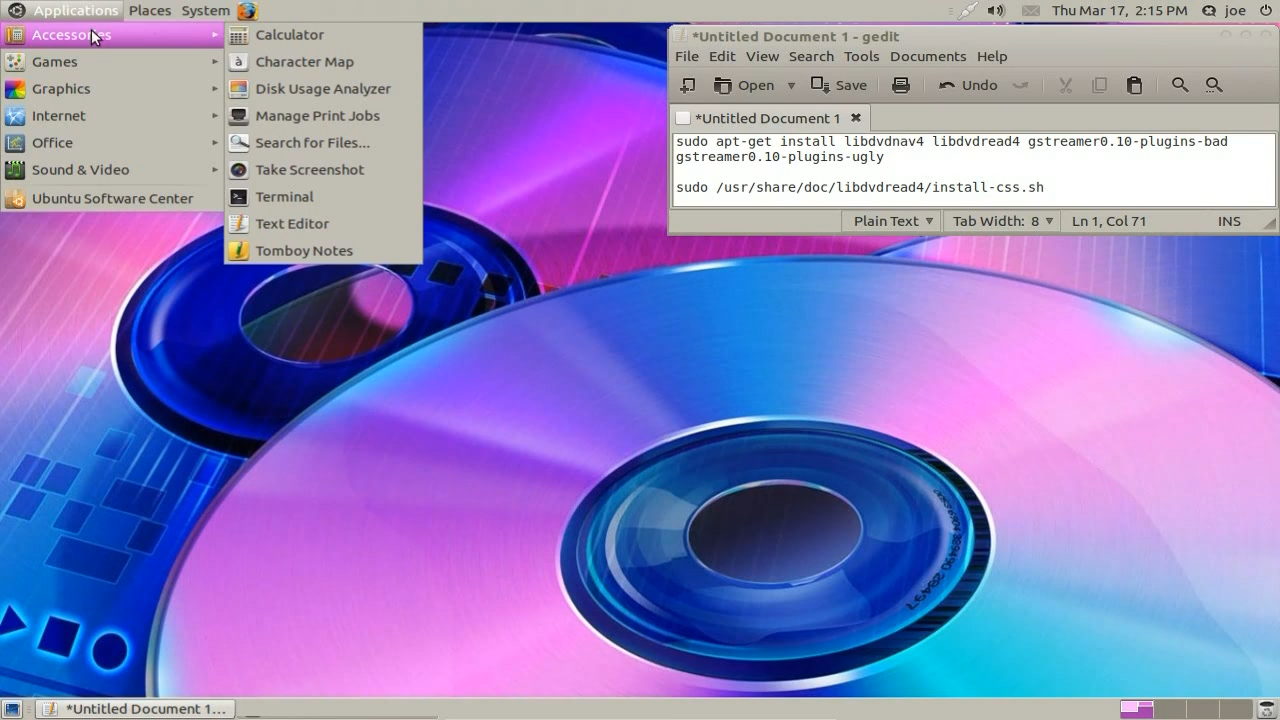 Applications Places System
Thu Mar 17, 2:15 PM joe
Games
Graphics
Internet
Office
Sound & Video
Ubuntu Software Center
Calculator
Character Map
Disk Usage Analyzer
Manage Print Jobs
Search for Files...
Take Screenshot
Terminal
Text Editor
Tomboy Notes
*Untitled Document 1 - gedit
File Edit View Search Tools Documents Help
Open Save Undo
*Untitled Document 1
sudo apt-get install libdvdnav4 libdvdread4 gstreamer0.10-plugins-bad
gstreamer0.10-plugins-ugly
sudo /usr/share/doc/libdvdread4/install-css.sh
Plain Text Tab Width: 8 Ln 1, Col 71 INS
*Untitled Document 1...